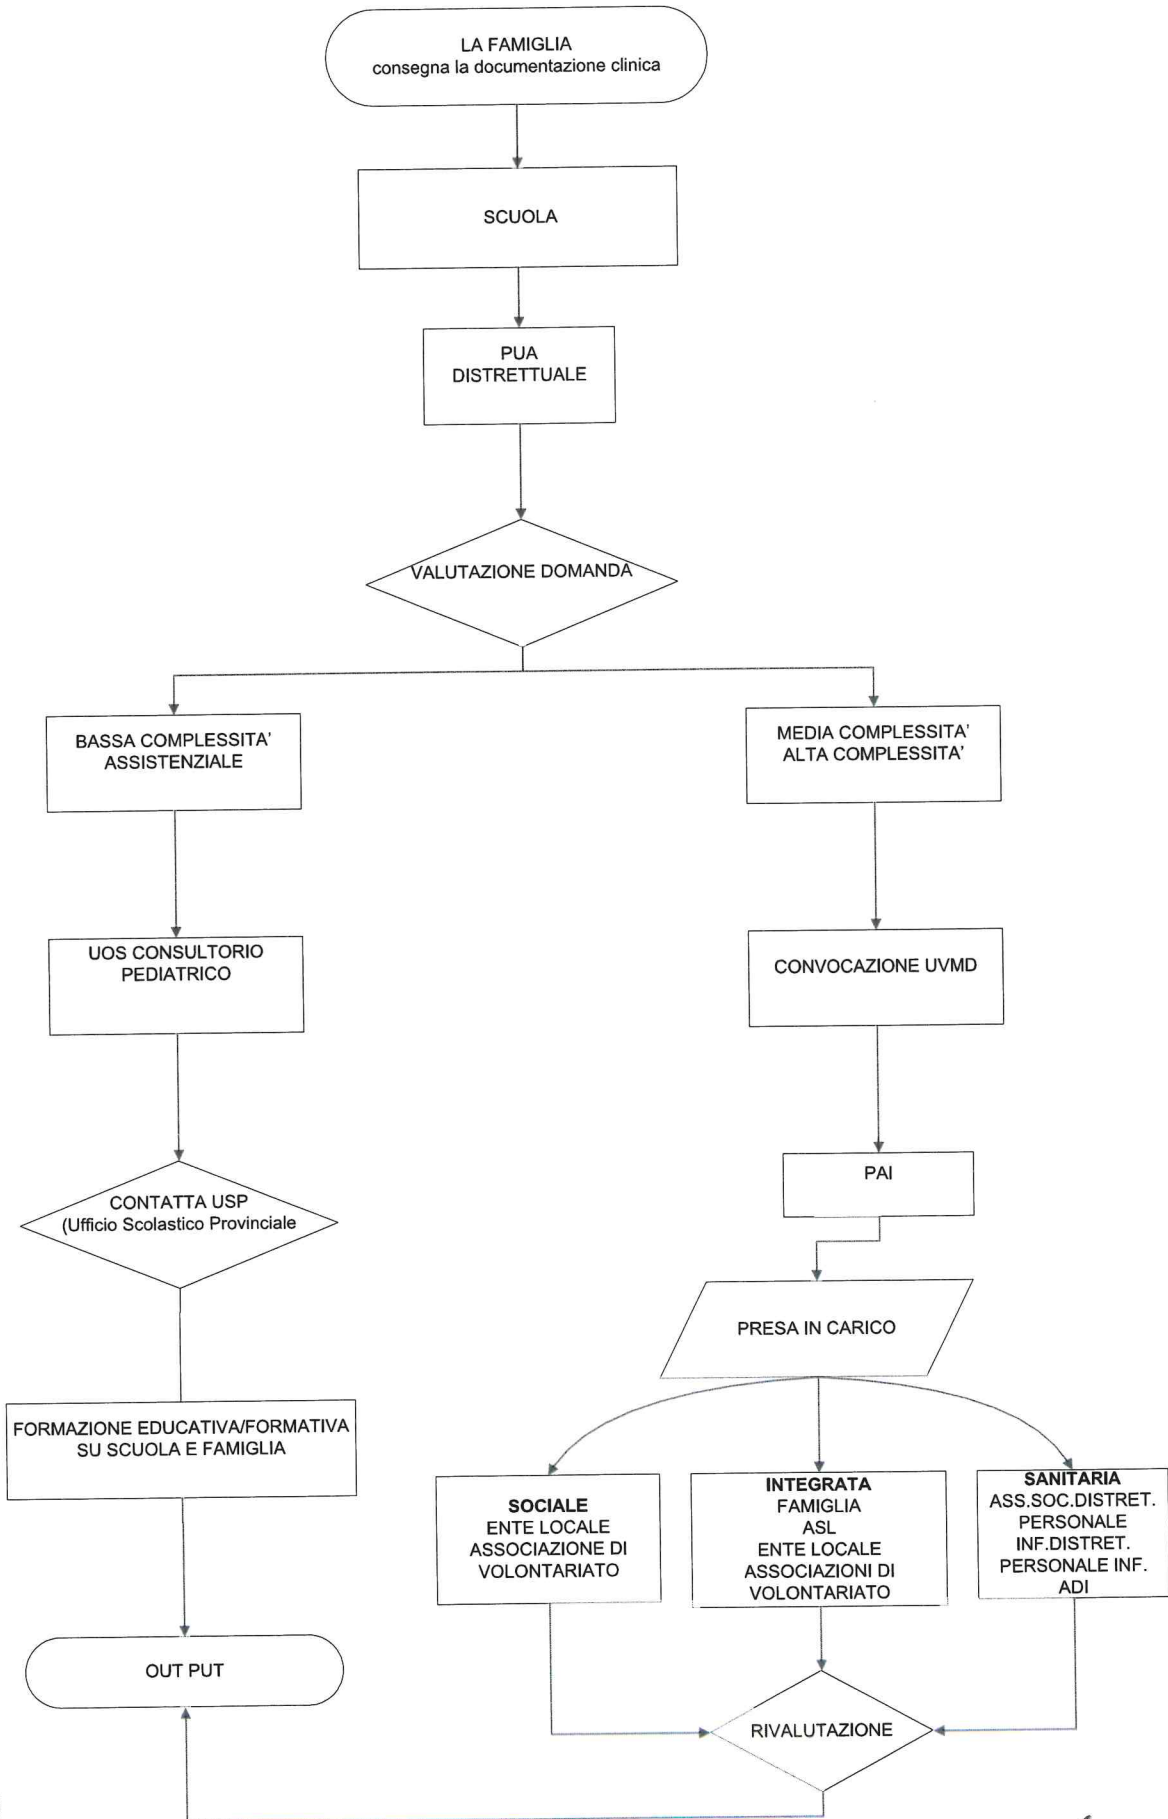 LA FAMIGLIA
consegna la documentazione clinica
SCUOLA
PUA
DISTRETTUALE
VALUTAZIONE DOMANDA
BASSA COMPLESSITA'
ASSISTENZIALE
MEDIA COMPLESSITA'
ALTA COMPLESSITA'
UOS CONSULTORIO
PEDIATRICO
CONVOCAZIONE UVMD
CONTATTA USP
(Ufficio Scolastico Provinciale
PAI
PRESA IN CARICO
FORMAZIONE EDUCATIVA/FORMATIVA
SU SCUOLA E FAMIGLIA
SOCIALE
ENTE LOCALE
ASSOCIAZIONE DI
VOLONTARIATO
INTEGRATA
FAMIGLIA
ASL
ENTE LOCALE
ASSOCIAZIONI DI
VOLONTARIATO
SANITARIA
ASS.SOC.DISTRET.
PERSONALE
INF.DISTRET.
PERSONALE INF.
ADI
OUT PUT
RIVALUTAZIONE